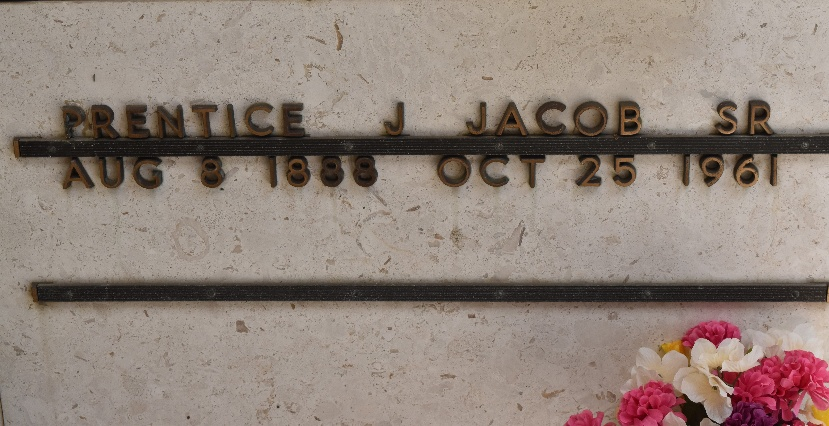 PRENTICE J JACOB SR
AUG 8 1888 OCT 25 1961